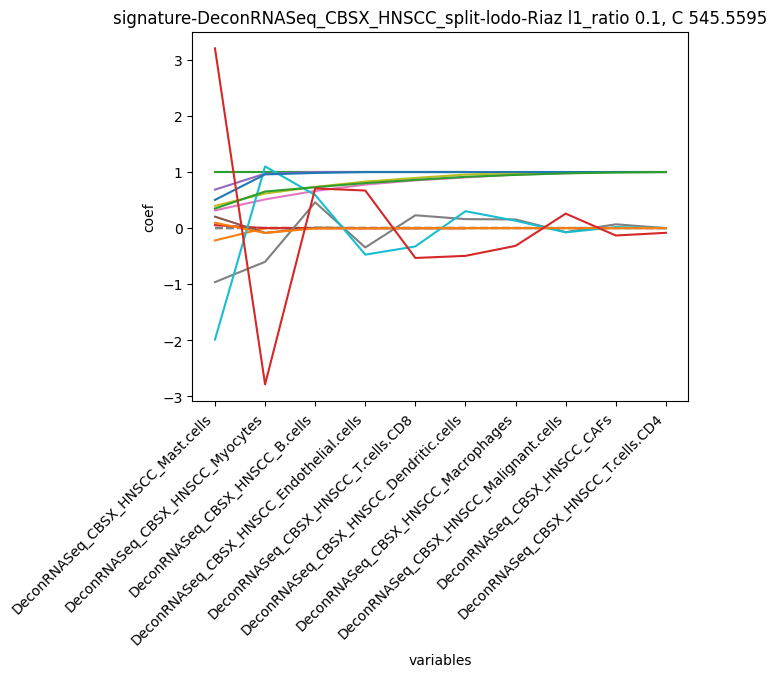 signature-DeconRNASeq_CBSX_HNSCC_split-lodo-Riaz l1_ratio 0.1, C 545.5595
3
2
1
0
−1
−2
−3
coef
DeconRNASeq_CBSX_HNSCC_Mast.cells
DeconRNASeq_CBSX_HNSCC_Myocytes
DeconRNASeq_CBSX_HNSCC_B.cells
DeconRNASeq_CBSX_HNSCC_Endothelial.cells
DeconRNASeq_CBSX_HNSCC_T.cells.CD8
DeconRNASeq_CBSX_HNSCC_Dendritic.cells
DeconRNASeq_CBSX_HNSCC_Macrophages
DeconRNASeq_CBSX_HNSCC_Malignant.cells
DeconRNASeq_CBSX_HNSCC_CAFs
DeconRNASeq_CBSX_HNSCC_T.cells.CD4
variables